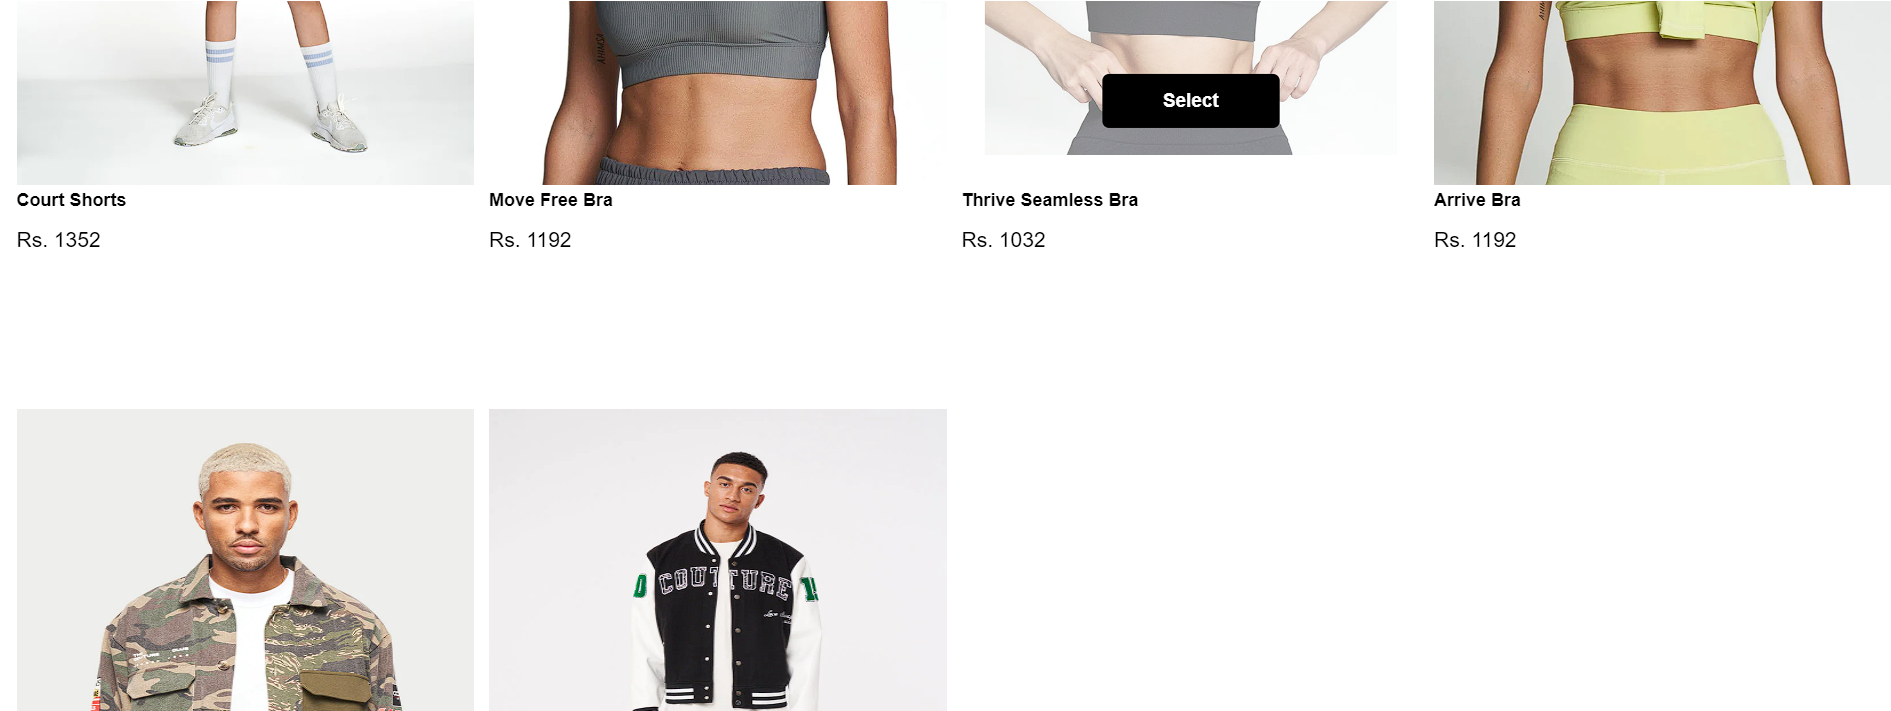 Select
Court Shorts
Move Free Bra
Thrive Seamless Bra
Arrive Bra
Rs. 1352
Rs. 1192
Rs. 1032
Rs. 1192
COUTURE